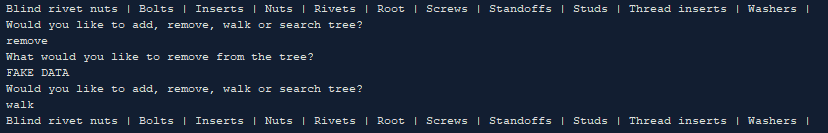 Blind rivet nuts | Bolts | Inserts | Nuts | Rivets | Root | Screws | Standoffs | Studs | Thread inserts | Washers |
Would you like to add, remove, walk or search tree?
remove
What would you like to remove from the tree?
FAKE DATA
Would you like to add, remove, walk or search tree?
walk
Blind rivet nuts | Bolts | Inserts | Nuts | Rivets | Root | Screws | Standoffs | Studs | Thread inserts | Washers |